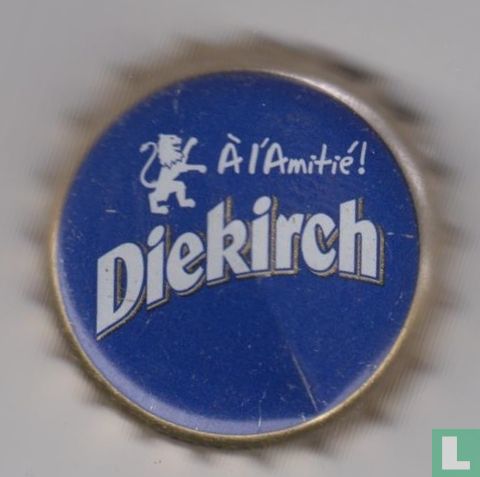 À l'Amitié!
Diekirch
L